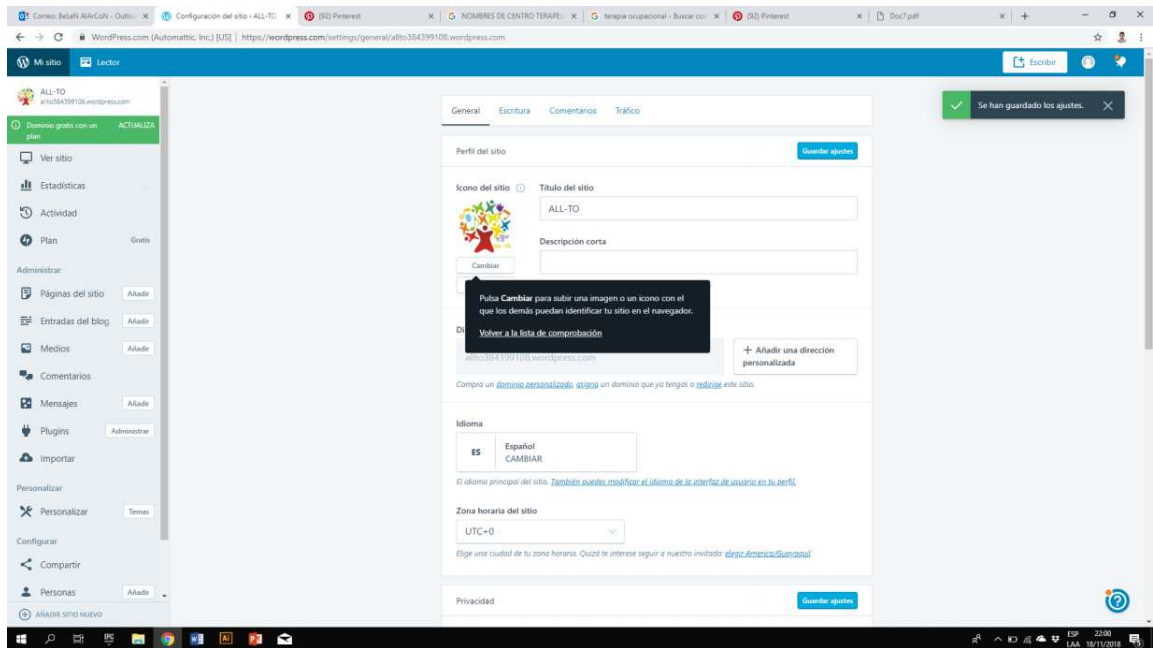 Correo: BeLaN AlArCoN - Outlo
Configuración del sitio ‹ ALL-TO
(92) Pinterest
NOMBRES DE CENTRO TERAPE
terapia ocupacional - Buscar co
(92) Pinterest
Doc7.pdf
WordPress.com (Automattic, Inc.) [US] | https://wordpress.com/settings/general/allto384399108.wordpress.com
Mi sitio
Lector
Escribir
ALL-TO
allto384399108.wordpress.com
Dominio gratis con un plan
ACTUALIZA
Ver sitio
Estadísticas
Actividad
Plan
Gratis
Administrar
Páginas del sitio
Añadir
Entradas del blog
Añadir
Medios
Añadir
Comentarios
Mensajes
Añadir
Plugins
Administrar
Importar
Personalizar
Personalizar
Temas
Configurar
Compartir
Personas
Añadir
AÑADIR SITIO NUEVO
General
Escritura
Comentarios
Tráfico
Se han guardado los ajustes.
Perfil del sitio
Guardar ajustes
Icono del sitio
Título del sitio
ALL-TO
Descripción corta
Cambiar
Pulsa Cambiar para subir una imagen o un icono con el
que los demás puedan identificar tu sitio en el navegador.
Volver a la lista de comprobación
Di
allto384399108.wordpress.com
+ Añadir una dirección
personalizada
Compra un dominio personalizado, asigna un dominio que ya tengas o redirige este sitio.
Idioma
ES
Español
CAMBIAR
El idioma principal del sitio. También puedes modificar el idioma de la interfaz de usuario en tu perfil.
Zona horaria del sitio
UTC+0
Elige una ciudad de tu zona horaria. Quizá te interese seguir a nuestro invitado: elegir America/Guayaquil
Privacidad
Guardar ajustes
ESP
LAA
22:00
18/11/2018